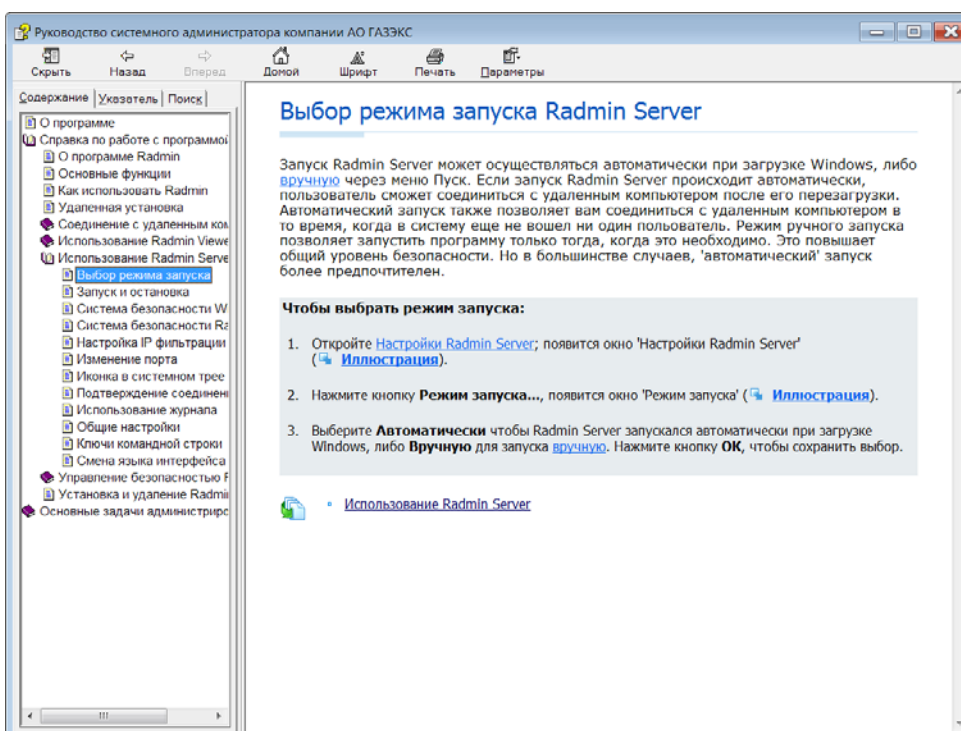 Руководство системного администратора компании АО ГАЗЭКС
Скрыть Назад Вперед Домой Шрифт Печать Параметры
Содержание Указатель Поиск
О программе
Справка по работе с программой
О программе Radmin
Основные функции
Как использовать Radmin
Удаленная установка
Соединение с удаленным ком
Использование Radmin Viewe
Использование Radmin Serve
Выбор режима запуска
Запуск и остановка
Система безопасности W
Система безопасности Ra
Настройка IP фильтрации
Изменение порта
Иконка в системном трее
Подтверждение соединени
Использование журнала
Общие настройки
Ключи командной строки
Смена языка интерфейса
Управление безопасностью R
Установка и удаление Radmi
Основные задачи администриро
Выбор режима запуска Radmin Server
Запуск Radmin Server может осуществляться автоматически при загрузке Windows, либо
вручную через меню Пуск. Если запуск Radmin Server происходит автоматически,
пользователь сможет соединиться с удаленным компьютером после его перезагрузки.
Автоматический запуск также позволяет вам соединиться с удаленным компьютером в
то время, когда в систему еще не вошел ни один пользователь. Режим ручного запуска
позволяет запустить программу только тогда, когда это необходимо. Это повышает
общий уровень безопасности. Но в большинстве случаев, 'автоматический' запуск
более предпочтителен.
Чтобы выбрать режим запуска:
1. Откройте Настройки Radmin Server; появится окно 'Настройки Radmin Server'
(Иллюстрация).
2. Нажмите кнопку Режим запуска..., появится окно 'Режим запуска' (Иллюстрация).
3. Выберите Автоматически чтобы Radmin Server запускался автоматически при загрузке
Windows, либо Вручную для запуска вручную. Нажмите кнопку OK, чтобы сохранить выбор.
Использование Radmin Server